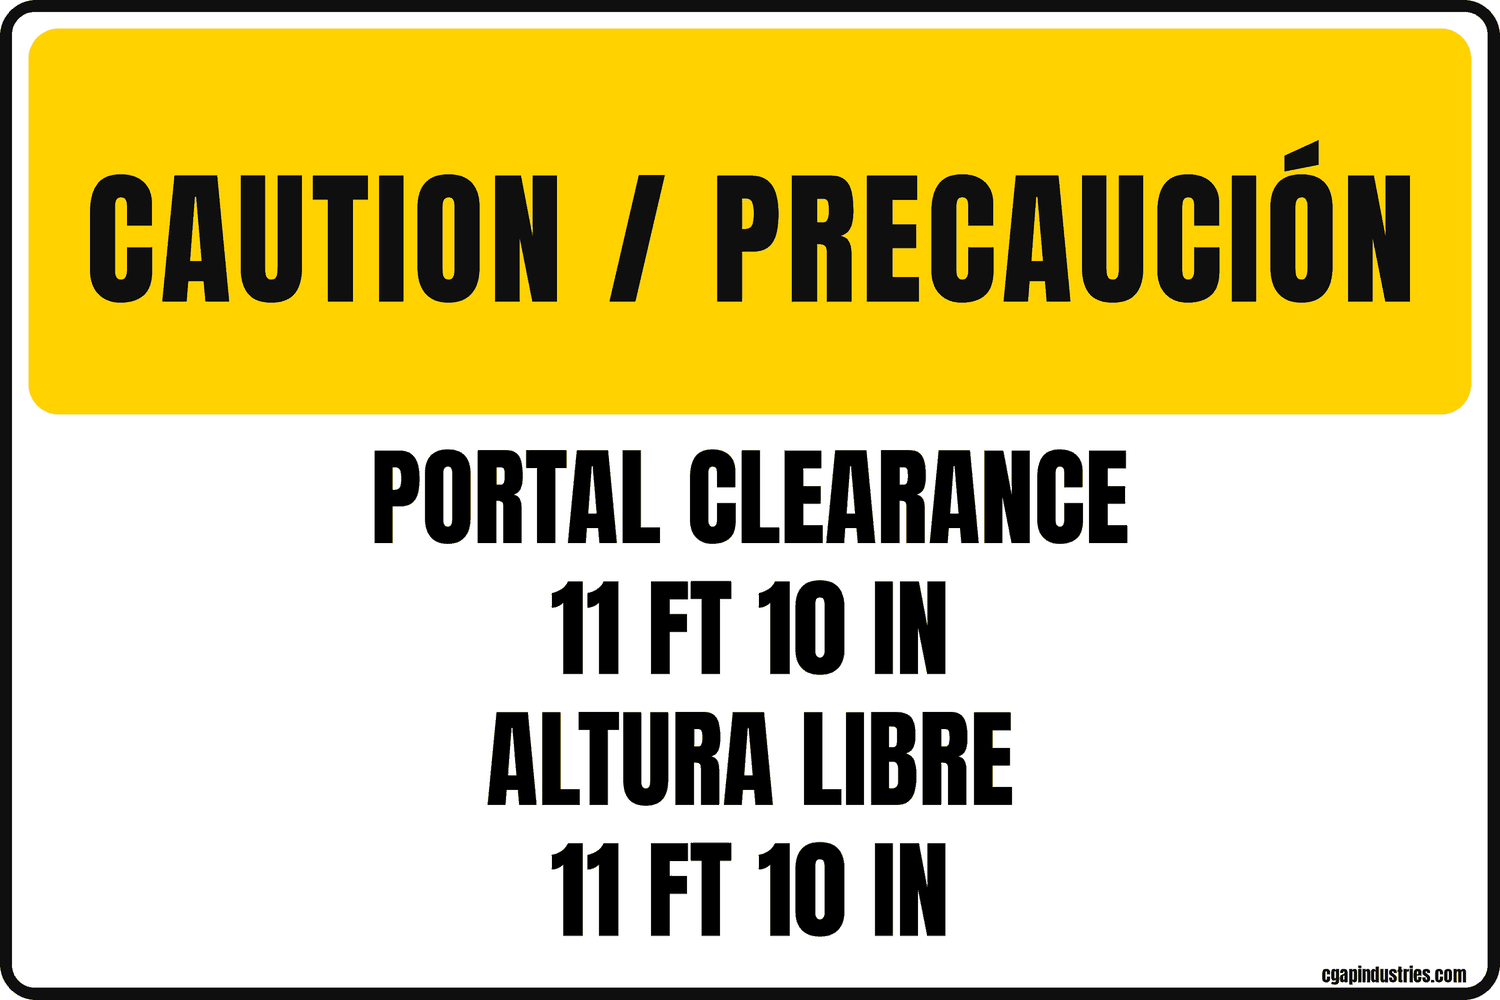 CAUTION / PRECAUCIÓN
PORTAL CLEARANCE
11 FT 10 IN
ALTURA LIBRE
11 FT 10 IN
cgapindustries.com